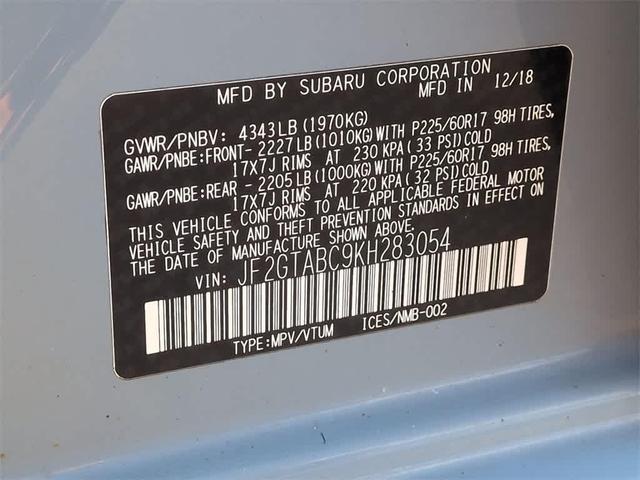 MFD BY SUBARU CORPORATION
MFD IN 12/18
GVWR/PNBV: 4343LB (1970KG)
GAWR/PNBE:FRONT- 2227LB (1010KG)WITH P225/60R17 98H TIRES,
17X7J RIMS AT 230 KPA ( 33 PSI)COLD
GAWR/PNBE:REAR - 2205LB (1000KG)WITH P225/60R17 98H TIRES,
17X7J RIMS AT 220 KPA ( 32 PSI)COLD
THIS VEHICLE CONFORMS TO ALL APPLICABLE FEDERAL MOTOR
VEHICLE SAFETY AND THEFT PREVENTION STANDARDS IN EFFECT ON
THE DATE OF MANUFACTURE SHOWN ABOVE.
VIN: JF2GTABC9KH283054
TYPE:MPV/VTUM ICES/NMB-002